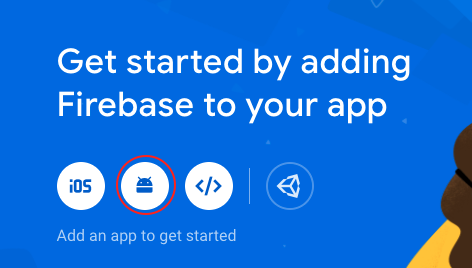 Get started by adding
Firebase to your app
iOS
Add an app to get started